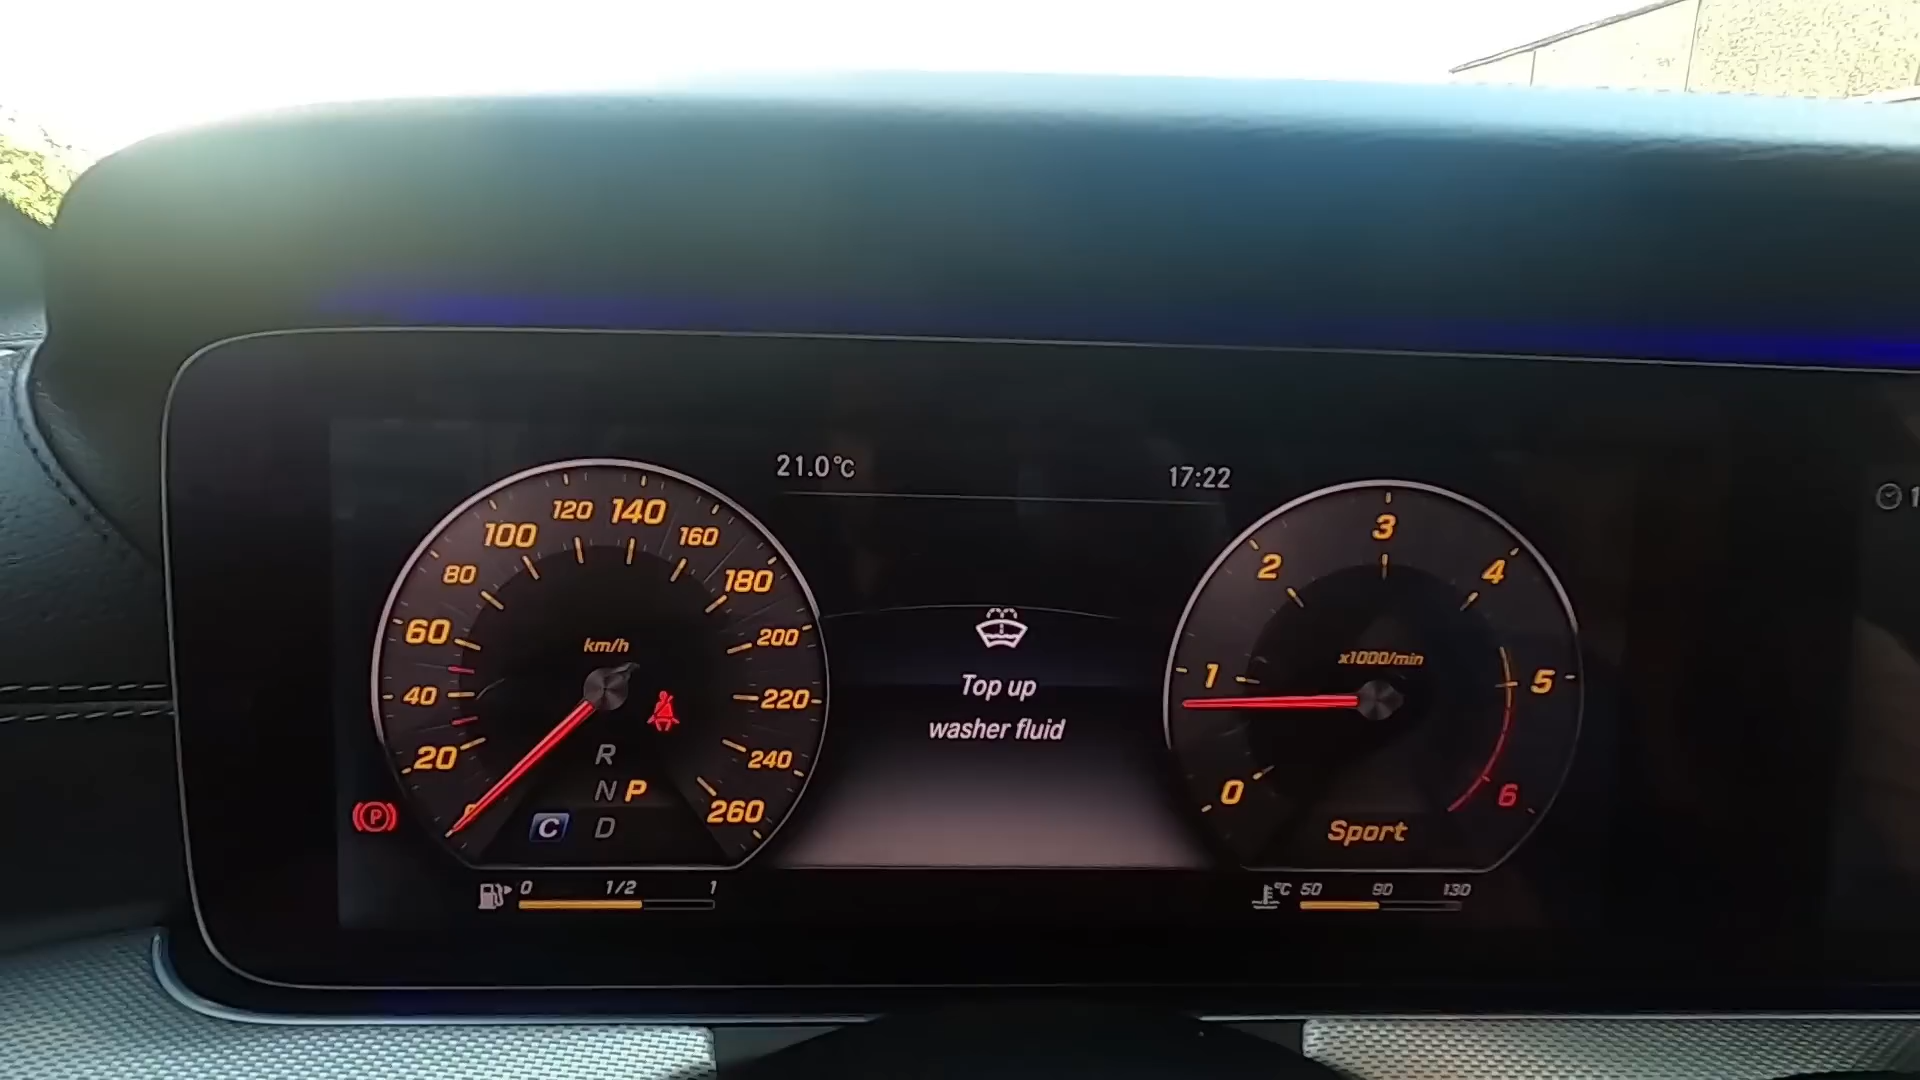 21.0°C
17:22
120 140
100 160
80 180
60 200
km/h
40 220
20 240
0 260
R
N P
C D
P
0 1/2 1
Top up
washer fluid
3
2 4
x1000/min
1 5
0 6
Sport
°C 50 90 130
1